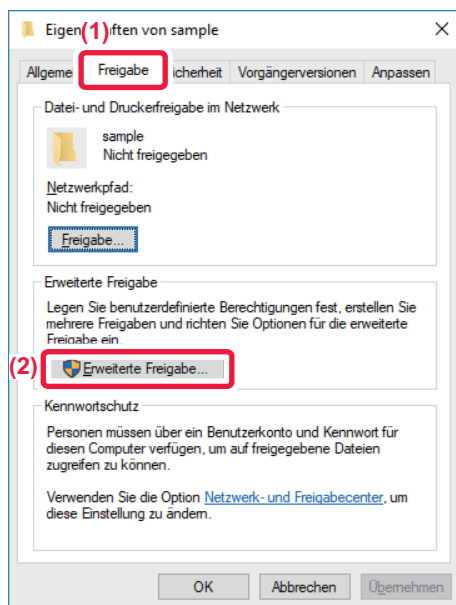 (1)
Eigen ften von sample
Allgeme Freigabe icherheit Vorgängerversionen Anpassen
Datei- und Druckerfreigabe im Netzwerk
sample
Nicht freigegeben
Netzwerkpfad:
Nicht freigegeben
Freigabe...
Erweiterte Freigabe
Legen Sie benutzerdefinierte Berechtigungen fest, erstellen Sie
mehrere Freigaben und richten Sie Optionen für die erweiterte
Freigabe ein.
(2) Erweiterte Freigabe...
Kennwortschutz
Personen müssen über ein Benutzerkonto und Kennwort für
diesen Computer verfügen, um auf freigegebene Dateien
zugreifen zu können.
Verwenden Sie die Option Netzwerk- und Freigabecenter, um
diese Einstellung zu ändern.
OK Abbrechen Übernehmen